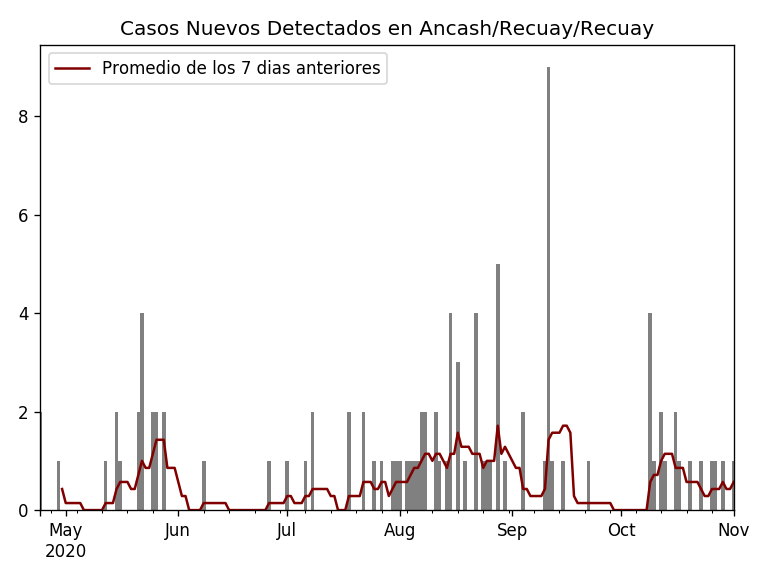 Casos Nuevos Detectados en Ancash/Recuay/Recuay
Promedio de los 7 dias anteriores
8
6
4
2
0
May Jun Jul Aug Sep Oct Nov
2020